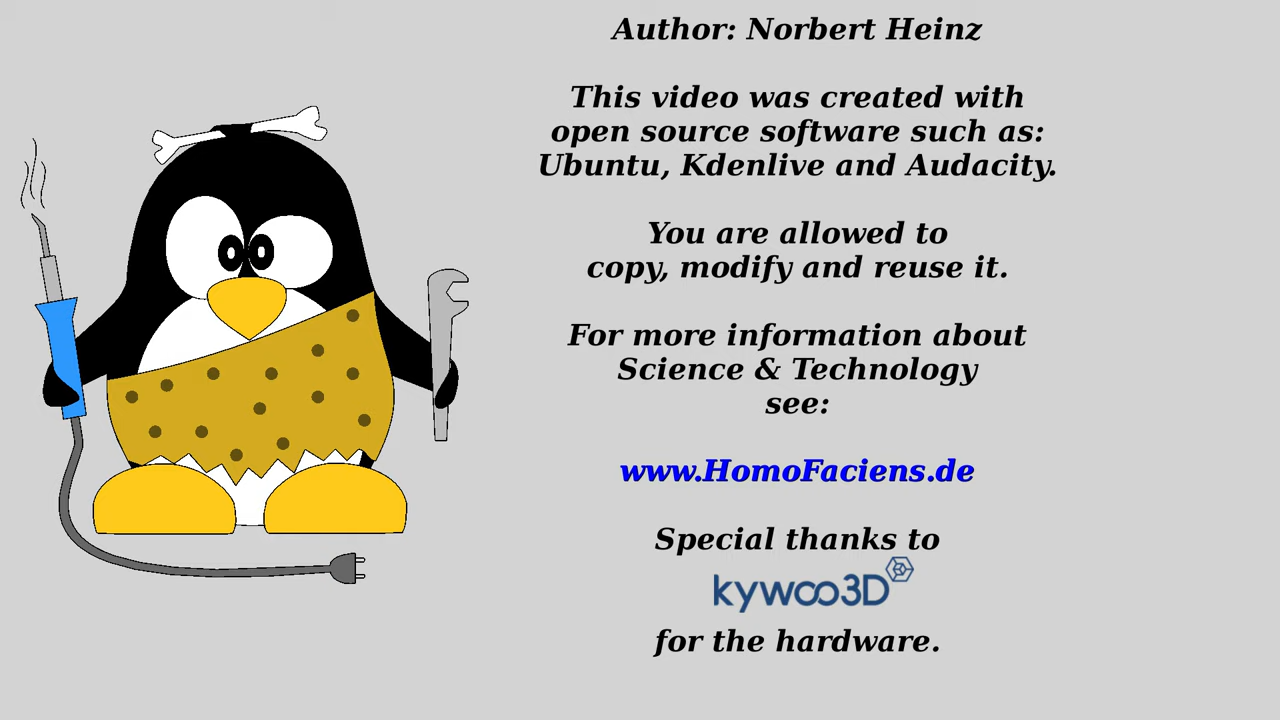 Author: Norbert Heinz
This video was created with
open source software such as:
Ubuntu, Kdenlive and Audacity.
You are allowed to
copy, modify and reuse it.
For more information about
Science & Technology
see:
www.HomoFaciens.de
Special thanks to
kywoo3D
for the hardware.